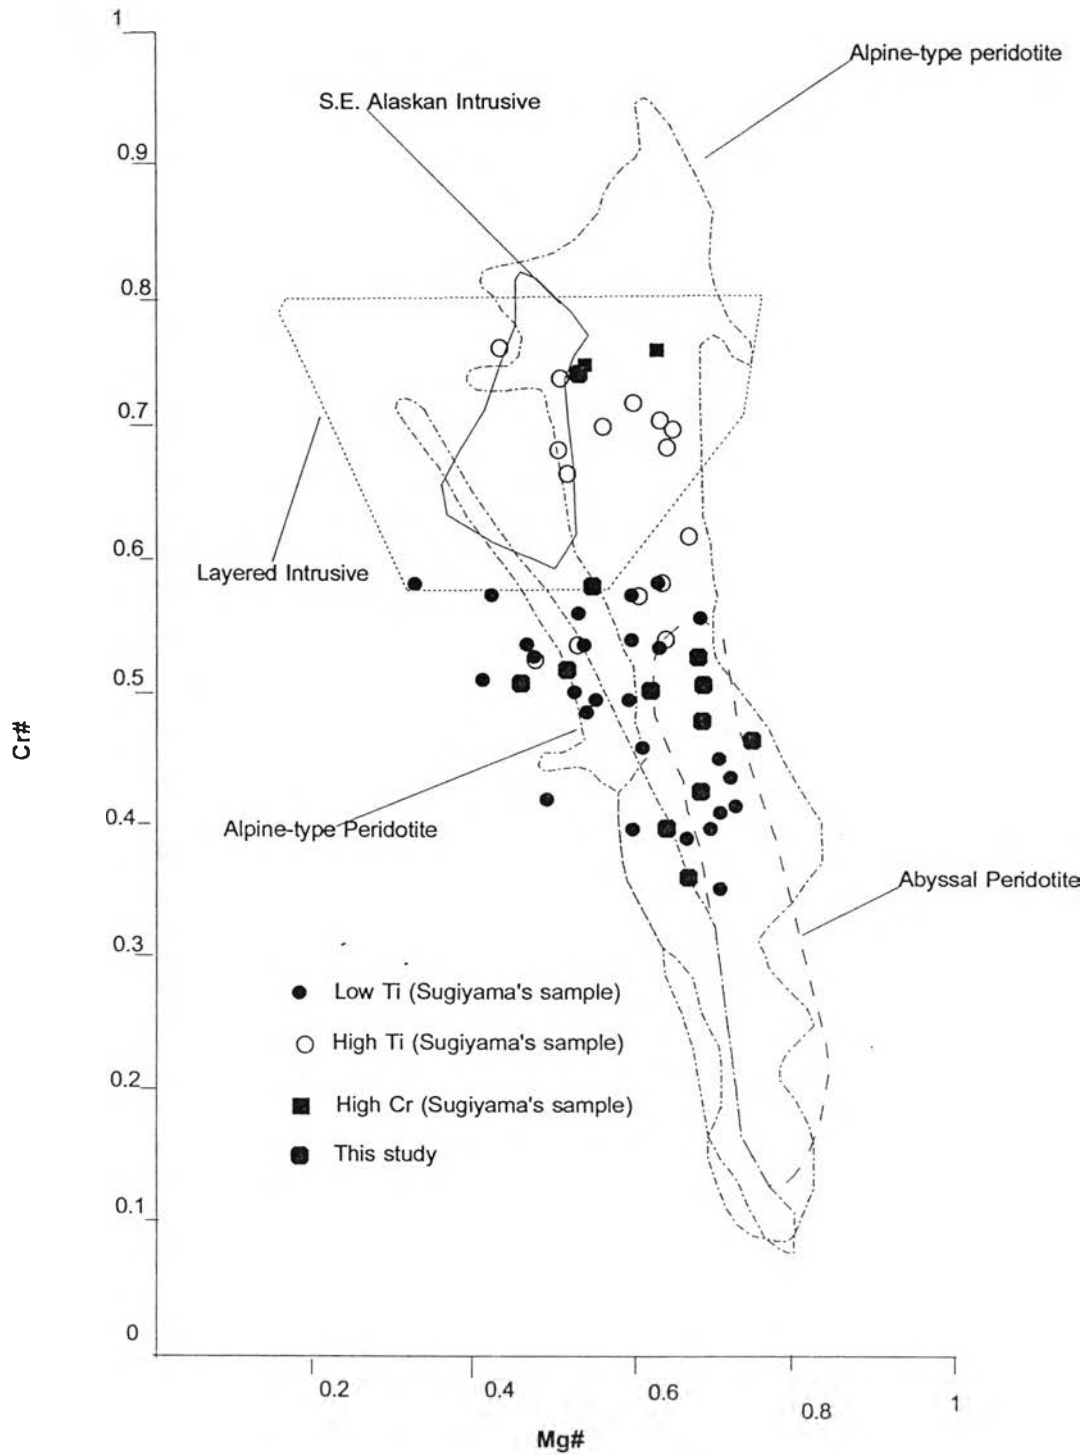 1
Alpine-type peridotite
S.E. Alaskan Intrusive
0.9
0.8
0.7
0.6
Layered Intrusive
0.5
Cr#
Alpine-type Peridotite
0.4
Abyssal Peridotite
0.3
Low Ti (Sugiyama's sample)
High Ti (Sugiyama's sample)
0.2
High Cr (Sugiyama's sample)
This study
0.1
0
0.2
0.4
0.6
0.8
1
Mg#